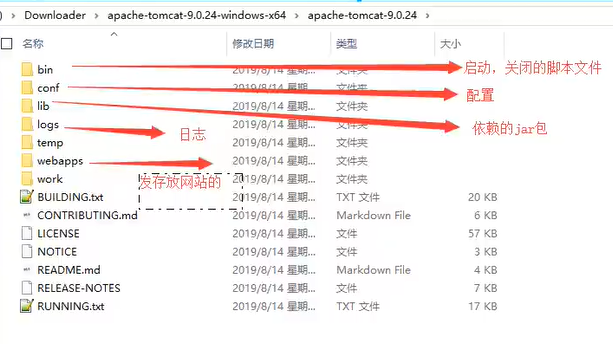 ) › Downloader › apache-tomcat-9.0.24-windows-x64 › apache-tomcat-9.0.24 ›
名称 修改日期 类型 大小
bin 2019/8/14 星期... 文件夹 启动，关闭的脚本文件
conf 2019/8/14 星期... 文件夹 配置
lib 2019/8/14 星期... 文件夹 依赖的jar包
logs 日志 2019/8/14 星期... 文件夹
temp 2019/8/14 星期... 文件夹
webapps 2019/8/14 星期... 文件夹
work 发存放网站的 2019/8/14 星期... 文件夹
BUILDING.txt 2019/8/14 星期... TXT 文件 20 KB
CONTRIBUTING.md 2019/8/14 星期... Markdown File 6 KB
LICENSE 2019/8/14 星期... 文件 57 KB
NOTICE 2019/8/14 星期... 文件 3 KB
README.md 2019/8/14 星期... Markdown File 4 KB
RELEASE-NOTES 2019/8/14 星期... 文件 7 KB
RUNNING.txt 2019/8/14 星期... TXT 文件 17 KB